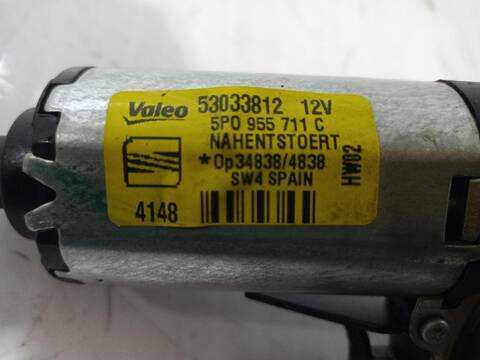 Valeo 53033812 12V
5P0 955 711 C
NAHENTSTOERT
*Op34838/4838
SW4 SPAIN
4148
HW02